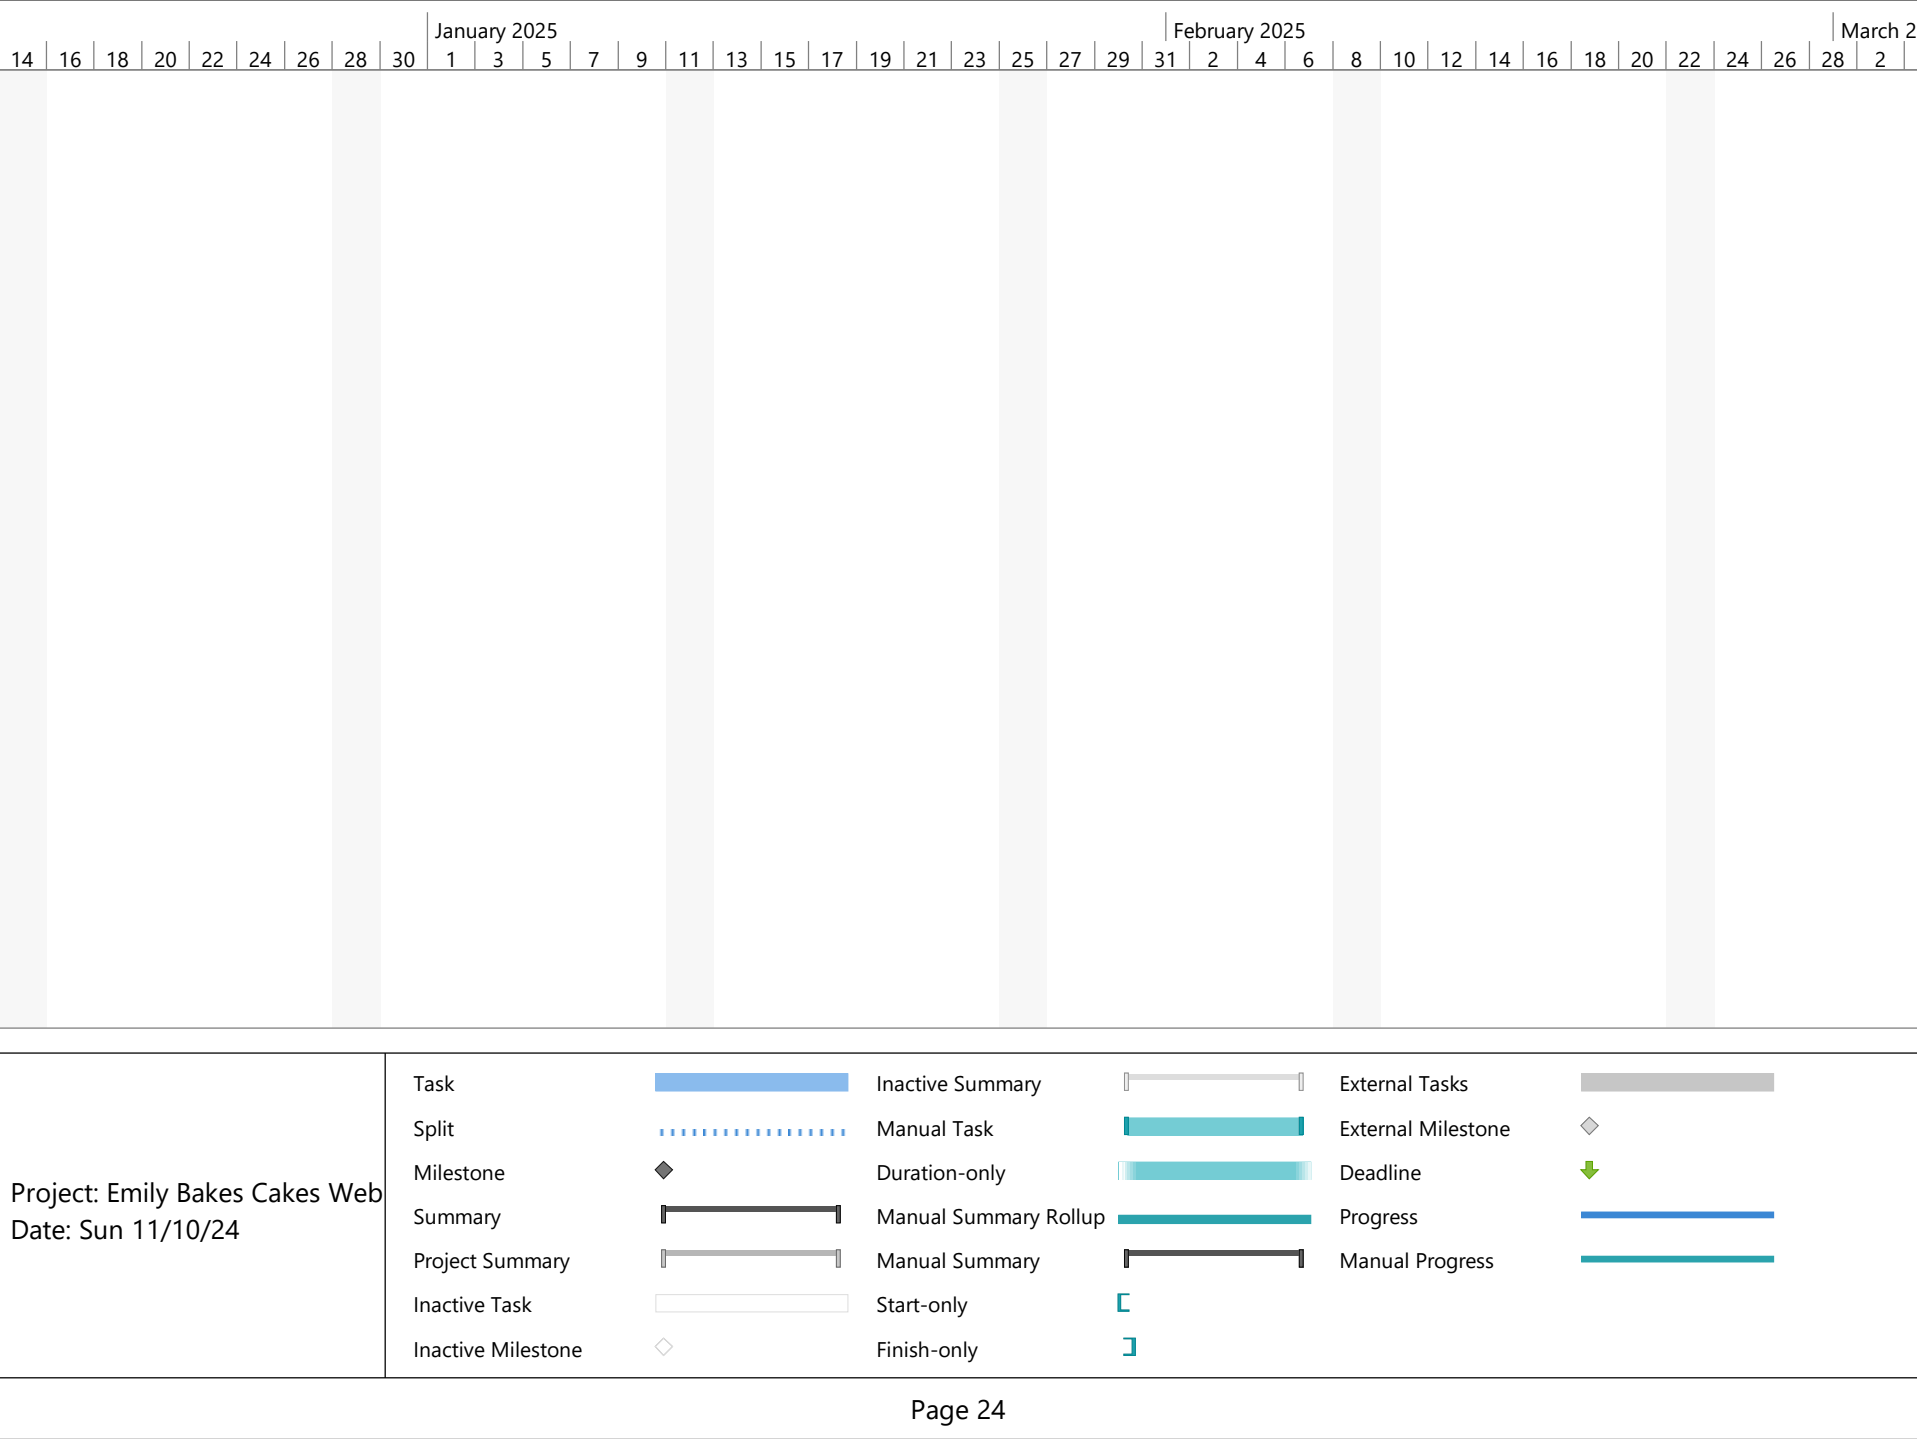 January 2025 February 2025 March 2
14 16 18 20 22 24 26 28 30 1 3 5 7 9 11 13 15 17 19 21 23 25 27 29 31 2 4 6 8 10 12 14 16 18 20 22 24 26 28 2
Project: Emily Bakes Cakes Web
Date: Sun 11/10/24
Task
Split
Milestone
Summary
Project Summary
Inactive Task
Inactive Milestone
Inactive Summary
Manual Task
Duration-only
Manual Summary Rollup
Manual Summary
Start-only
Finish-only
External Tasks
External Milestone
Deadline
Progress
Manual Progress
Page 24